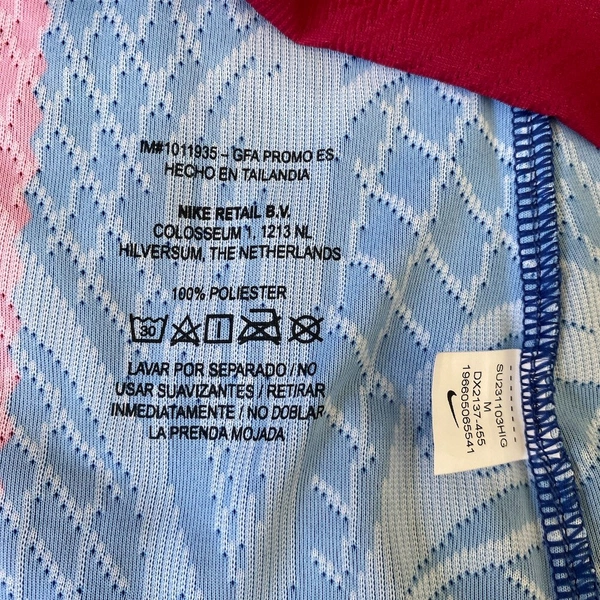 IM#1011935 - GFA PROMO ES.
HECHO EN TAILANDIA
NIKE RETAIL B.V.
COLOSSEUM 1, 1213 NL
HILVERSUM, THE NETHERLANDS
100% POLIESTER
30
LAVAR POR SEPARADO / NO
USAR SUAVIZANTES / RETIRAR
INMEDIATAMENTE / NO DOBLAR
LA PRENDA MOJADA
SU231103HIG
M
DX2137-455
196605065541